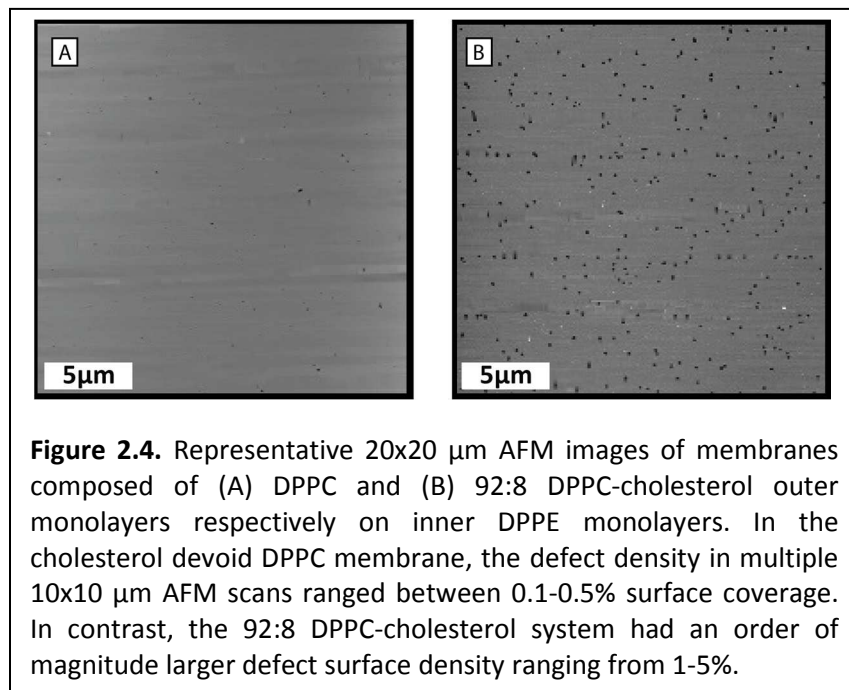 A
B
5μm
5μm
Figure 2.4. Representative 20x20 μm AFM images of membranes
composed of (A) DPPC and (B) 92:8 DPPC-cholesterol outer
monolayers respectively on inner DPPE monolayers. In the
cholesterol devoid DPPC membrane, the defect density in multiple
10x10 μm AFM scans ranged between 0.1-0.5% surface coverage.
In contrast, the 92:8 DPPC-cholesterol system had an order of
magnitude larger defect surface density ranging from 1-5%.